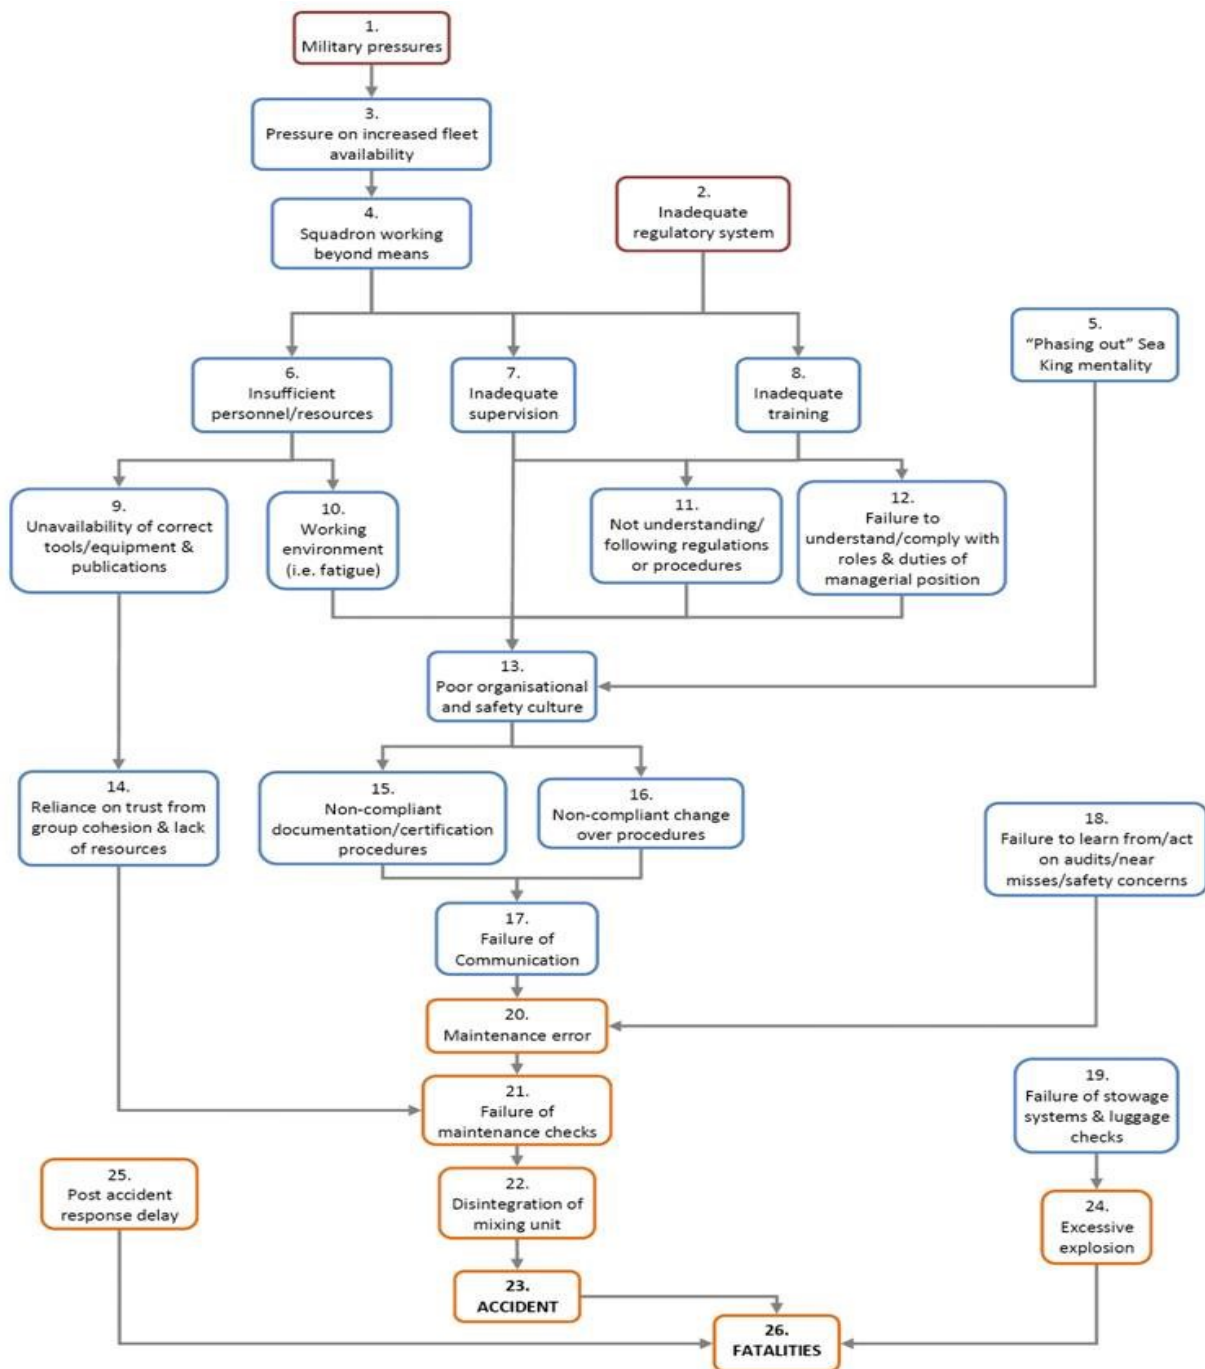 1.
Military pressures
3.
Pressure on increased fleet
availability
2.
Inadequate
regulatory system
4.
Squadron working
beyond means
5.
“Phasing out” Sea
King mentality
6.
Insufficient
personnel/resources
7.
Inadequate
supervision
8.
Inadequate
training
9.
Unavailability of correct
tools/equipment &
publications
10.
Working
environment
(i.e. fatigue)
11.
Not understanding/
following regulations
or procedures
12.
Failure to
understand/comply with
roles & duties of
managerial position
13.
Poor organisational
and safety culture
14.
Reliance on trust from
group cohesion & lack
of resources
15.
Non-compliant
documentation/certification
procedures
16.
Non-compliant change
over procedures
18.
Failure to learn from/act
on audits/near
misses/safety concerns
17.
Failure of
Communication
20.
Maintenance error
21.
Failure of
maintenance checks
19.
Failure of stowage
systems & luggage
checks
25.
Post accident
response delay
22.
Disintegration of
mixing unit
24.
Excessive
explosion
23.
ACCIDENT
26.
FATALITIES